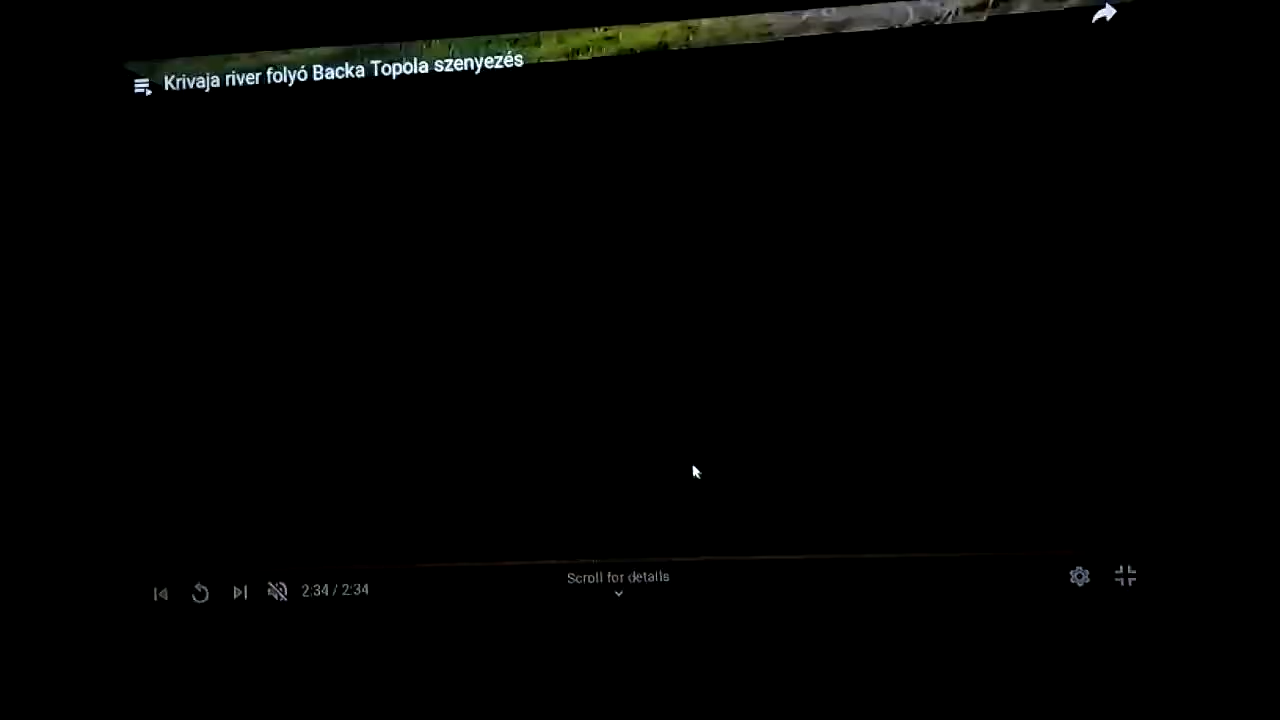 Krivaja river folyó Backa Topola szenyezés
2:34 / 2:34
Scroll for details